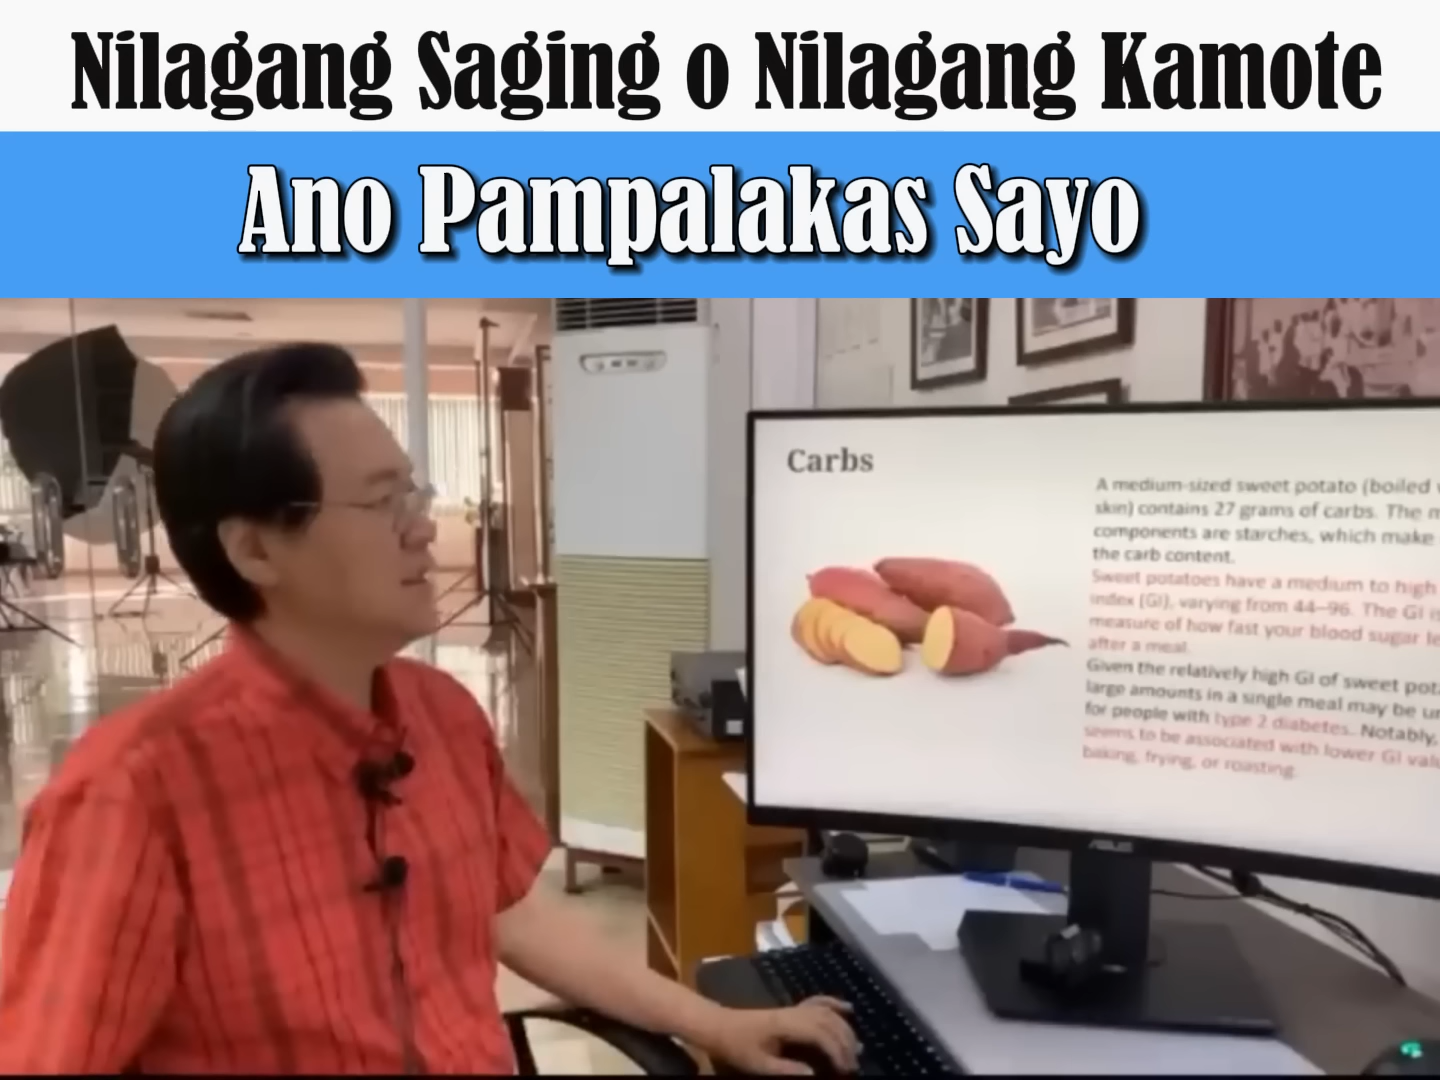 Nilagang Saging o Nilagang Kamote
Ano Pampalakas Sayo
Carbs
A medium-sized sweet potato (boiled
skin) contains 27 grams of carbs. The
components are starches, which make
the carb content.
Sweet potatoes have a medium to high
index (GI), varying from 44–96. The GI
measure of how fast your blood sugar
after a meal.
Given the relatively high GI of sweet
large amounts in a single meal may be
for people with type 2 diabetes. Notably,
seems to be associated with lower GI
baking, frying, or roasting.
ASUS